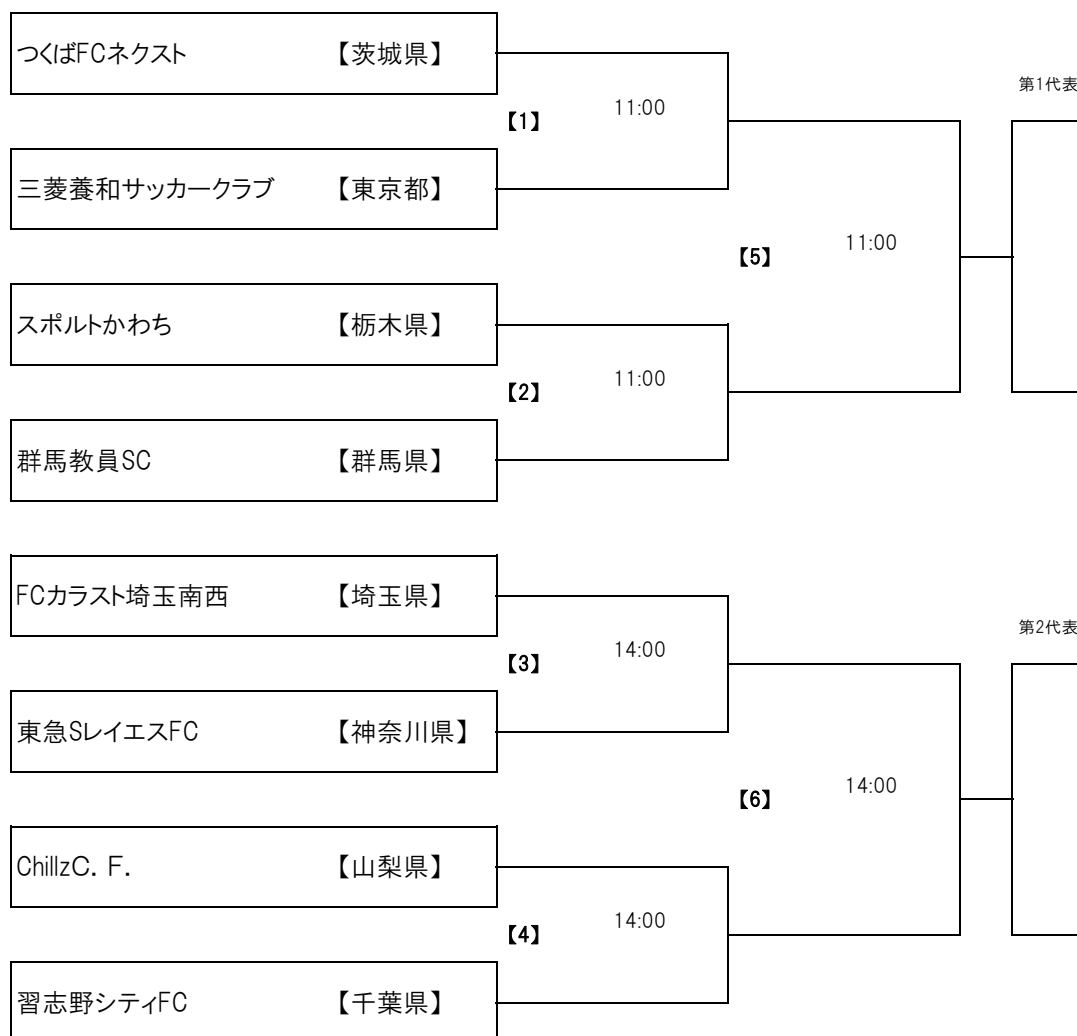 つくばFCネクスト 【茨城県】
第1代表
【1】 11:00
三菱養和サッカークラブ 【東京都】
【5】 11:00
スポルトかわち 【栃木県】
【2】 11:00
群馬教員SC 【群馬県】
FCカラスト埼玉南西 【埼玉県】
第2代表
【3】 14:00
東急SレイエスFC 【神奈川県】
【6】 14:00
ChillzC.F. 【山梨県】
【4】 14:00
習志野シティFC 【千葉県】